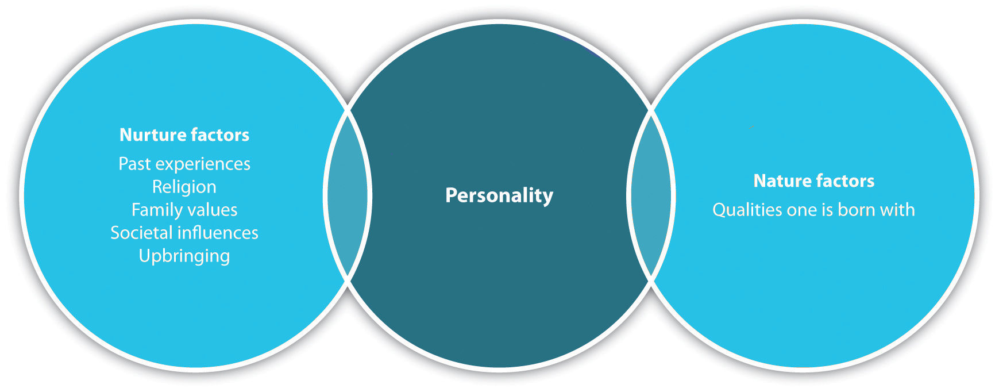 Nurture factors
Past experiences
Religion
Family values
Societal influences
Upbringing
Personality
Nature factors
Qualities one is born with